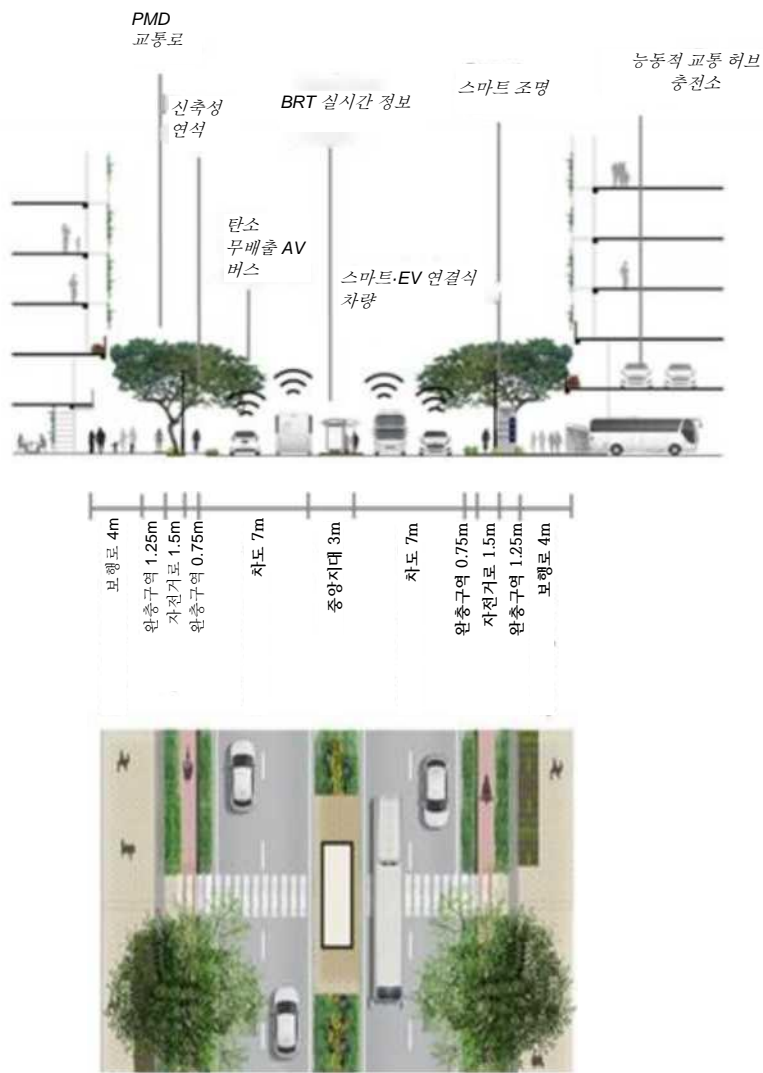 PMD
교통로
신축성
연석
BRT 실시간 정보
스마트 조명
능동적 교통 허브
충전소
탄소
무배출 AV
버스
스마트·EV 연결식
차량
보행로 4m
완충구역 1.25m
자전거로 1.5m
완충구역 0.75m
차도 7m
중앙지대 3m
차도 7m
완충구역 0.75m
자전거로 1.5m
완충구역 1.25m
보행로 4m